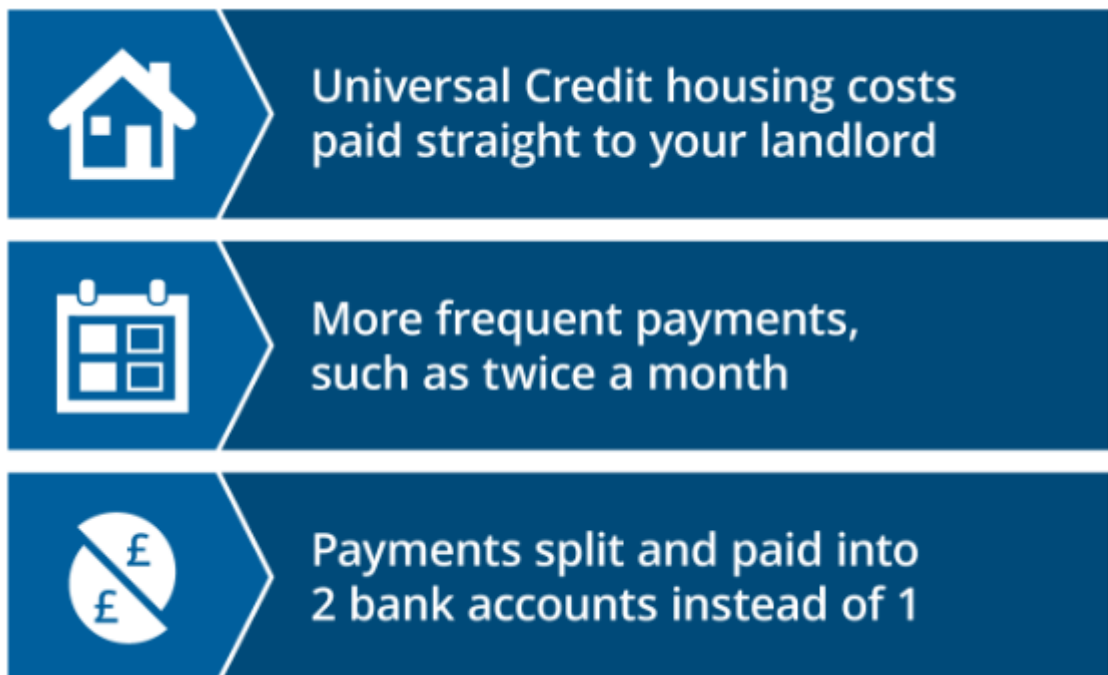 Universal Credit housing costs
paid straight to your landlord
More frequent payments,
such as twice a month
£
£
Payments split and paid into
2 bank accounts instead of 1